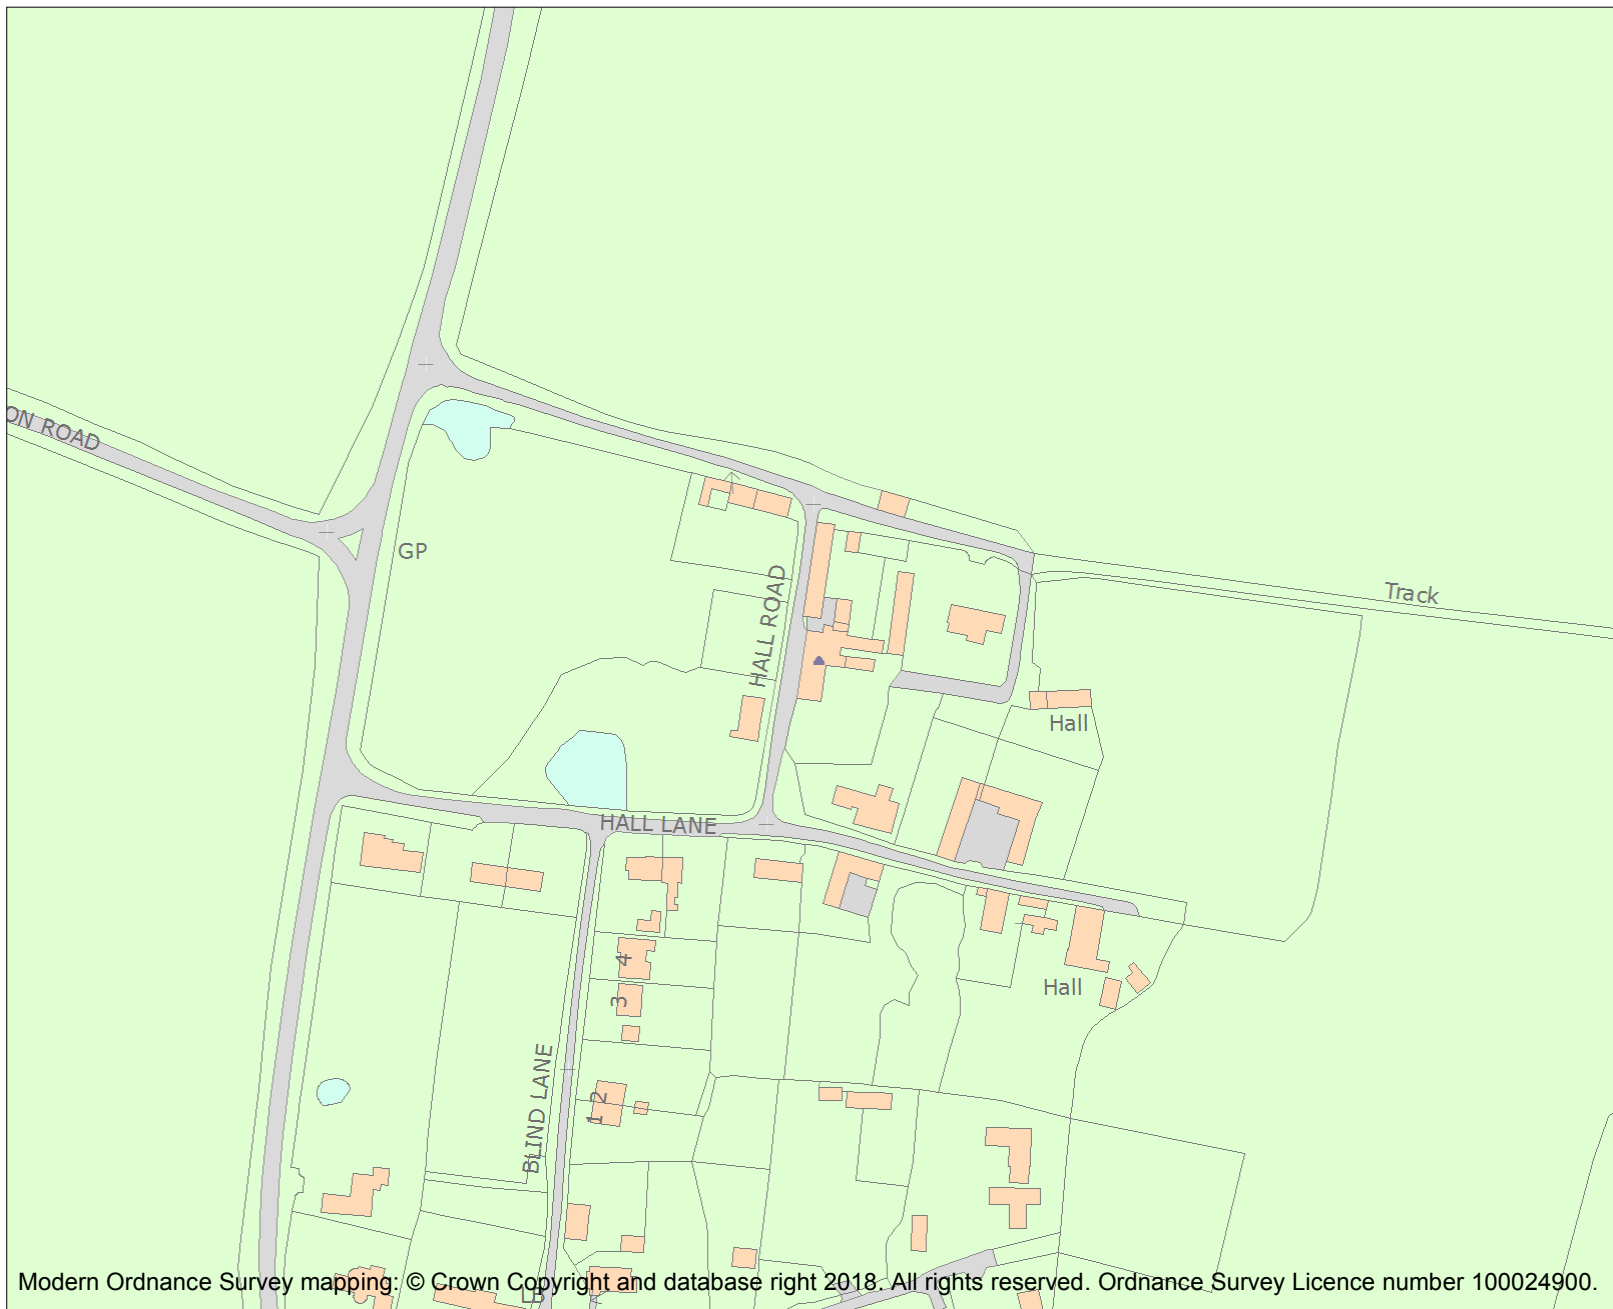 ON ROAD
GP
HALL ROAD
Track
Hall
HALL LANE
4
3
Hall
BLIND LANE
1 2
LB
Modern Ordnance Survey mapping: © Crown Copyright and database right 2018. All rights reserved. Ordnance Survey Licence number 100024900.